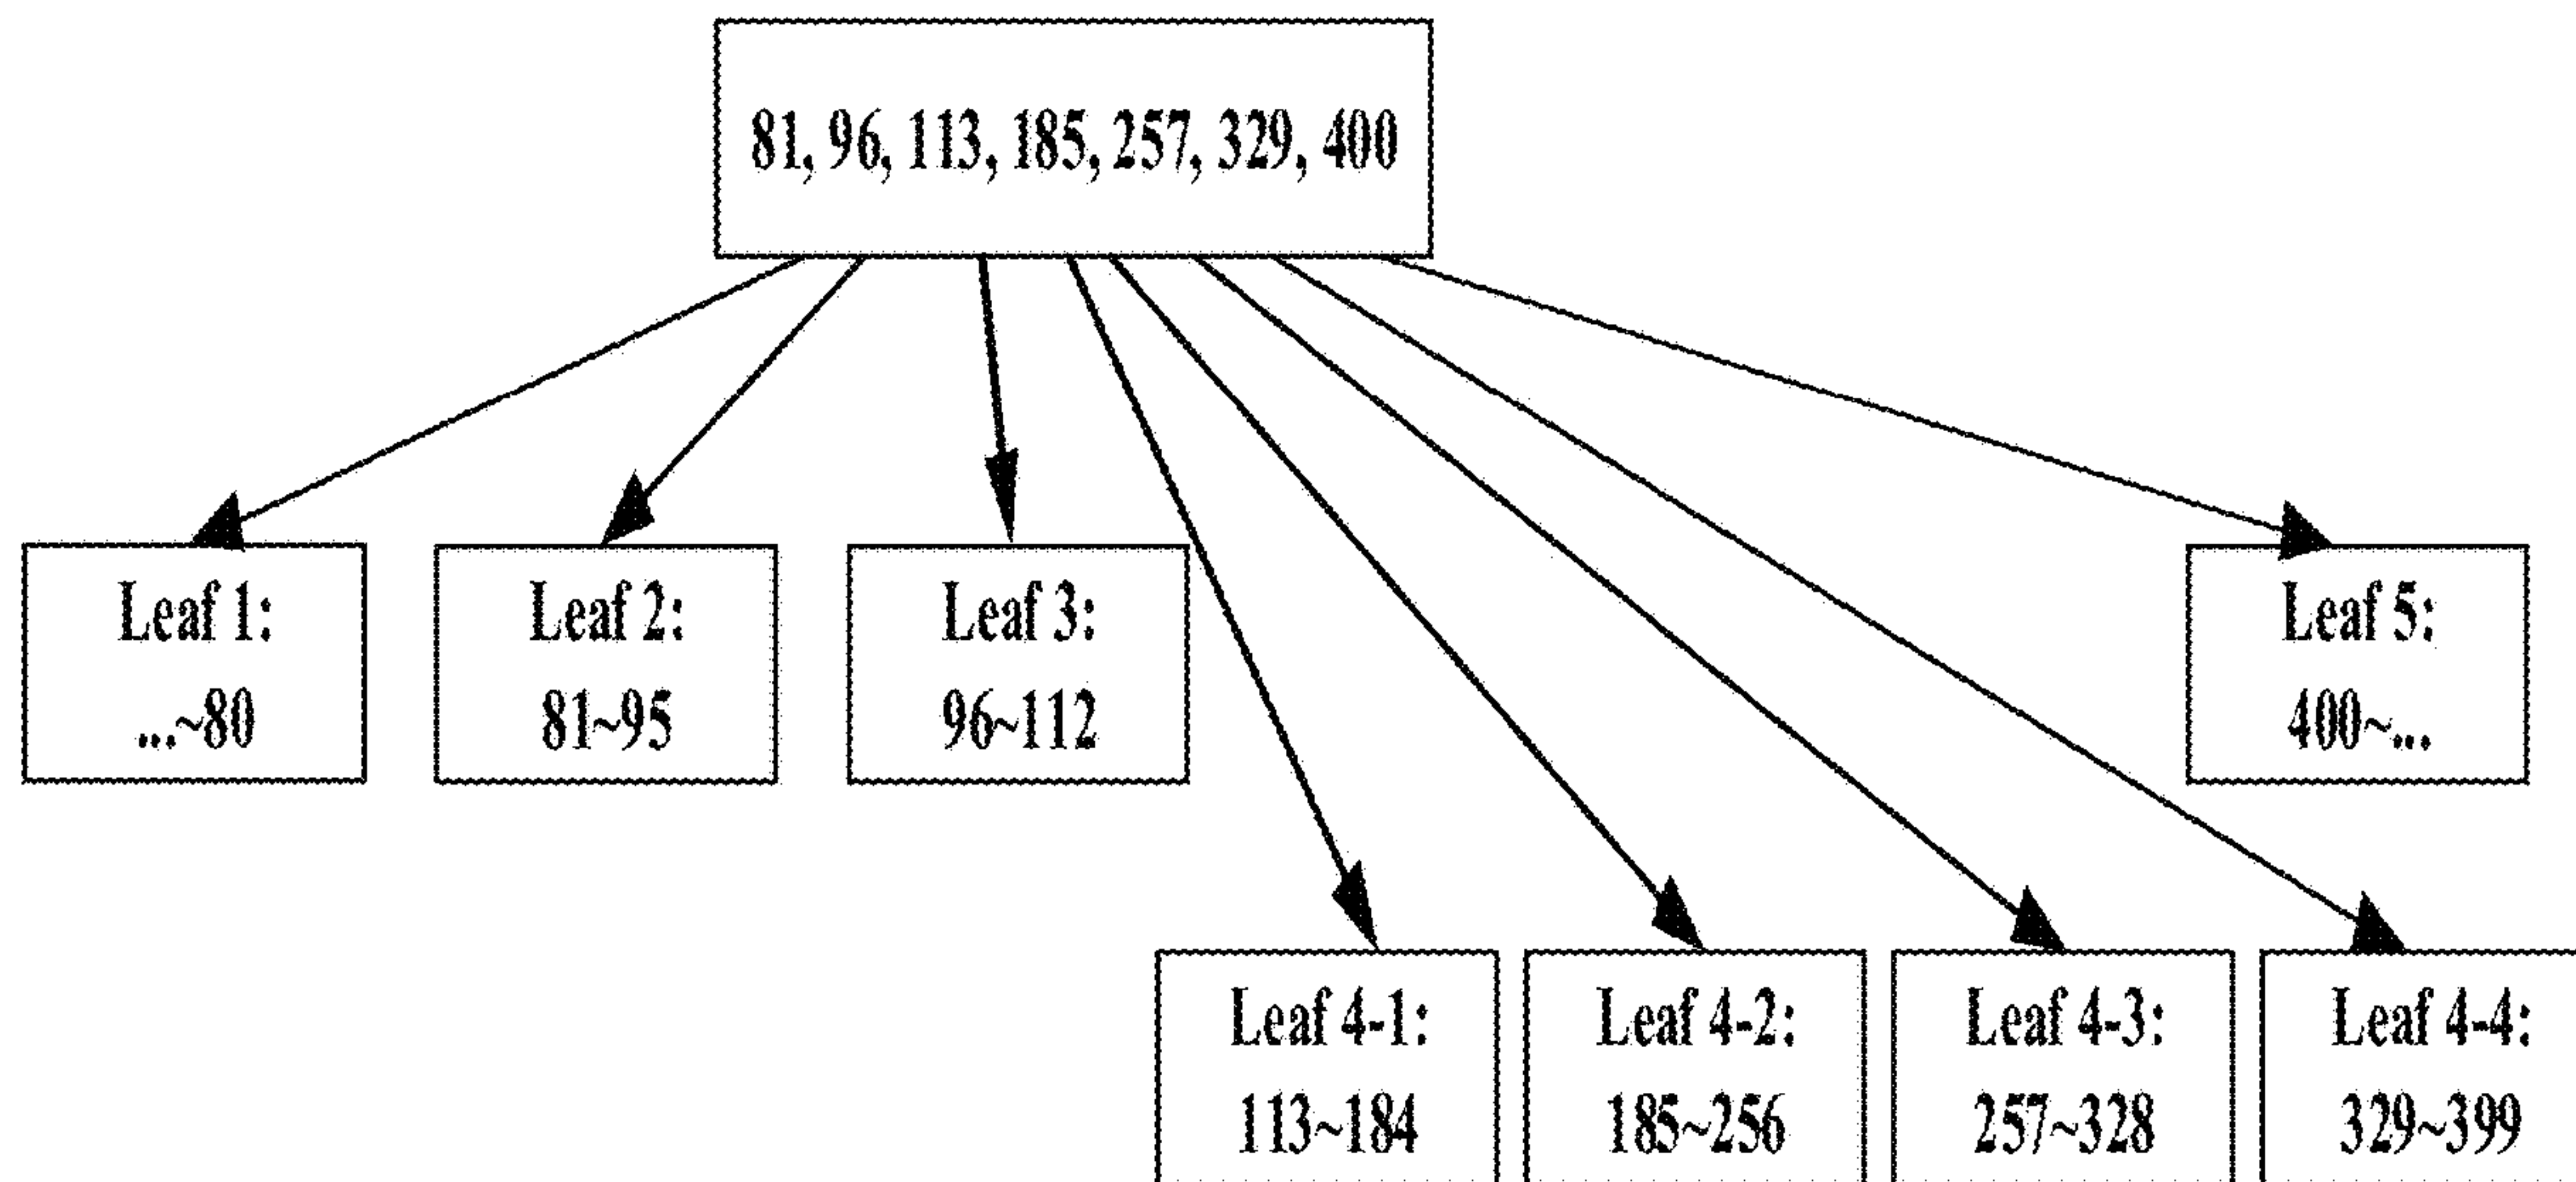 81, 96, 113, 185, 257, 329, 400
Leaf 1:
...~80
Leaf 2:
81~95
Leaf 3:
96~112
Leaf 5:
400~...
Leaf 4-1:
113~184
Leaf 4-2:
185~256
Leaf 4-3:
257~328
Leaf 4-4:
329~399